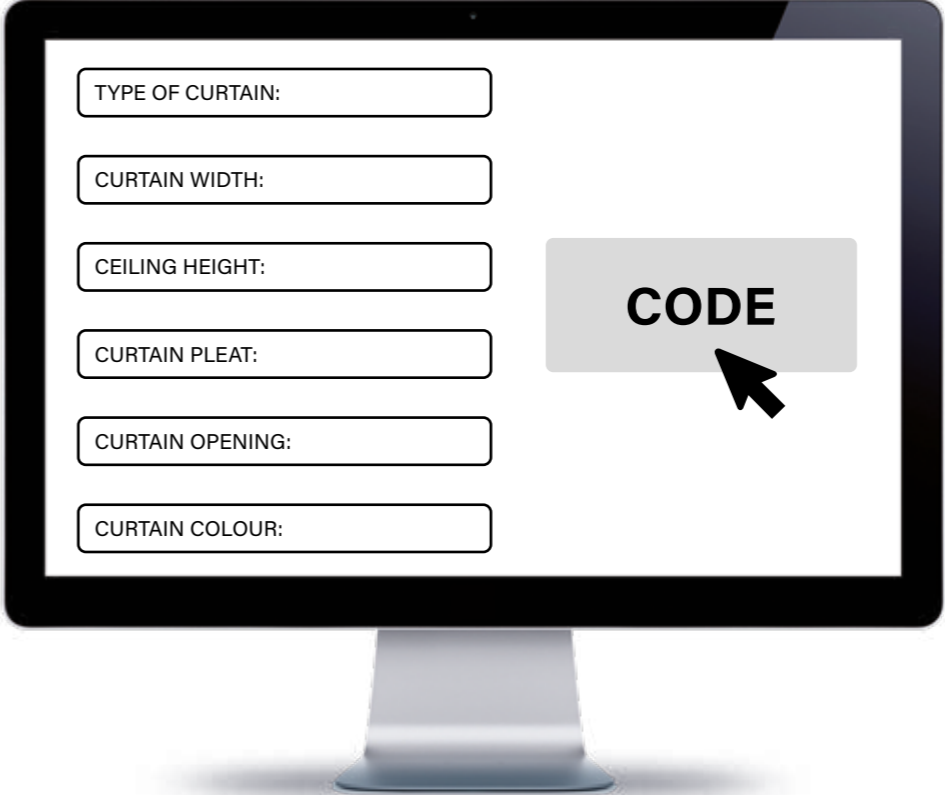 TYPE OF CURTAIN:
CURTAIN WIDTH:
CEILING HEIGHT:
CURTAIN PLEAT:
CURTAIN OPENING:
CURTAIN COLOUR:
CODE